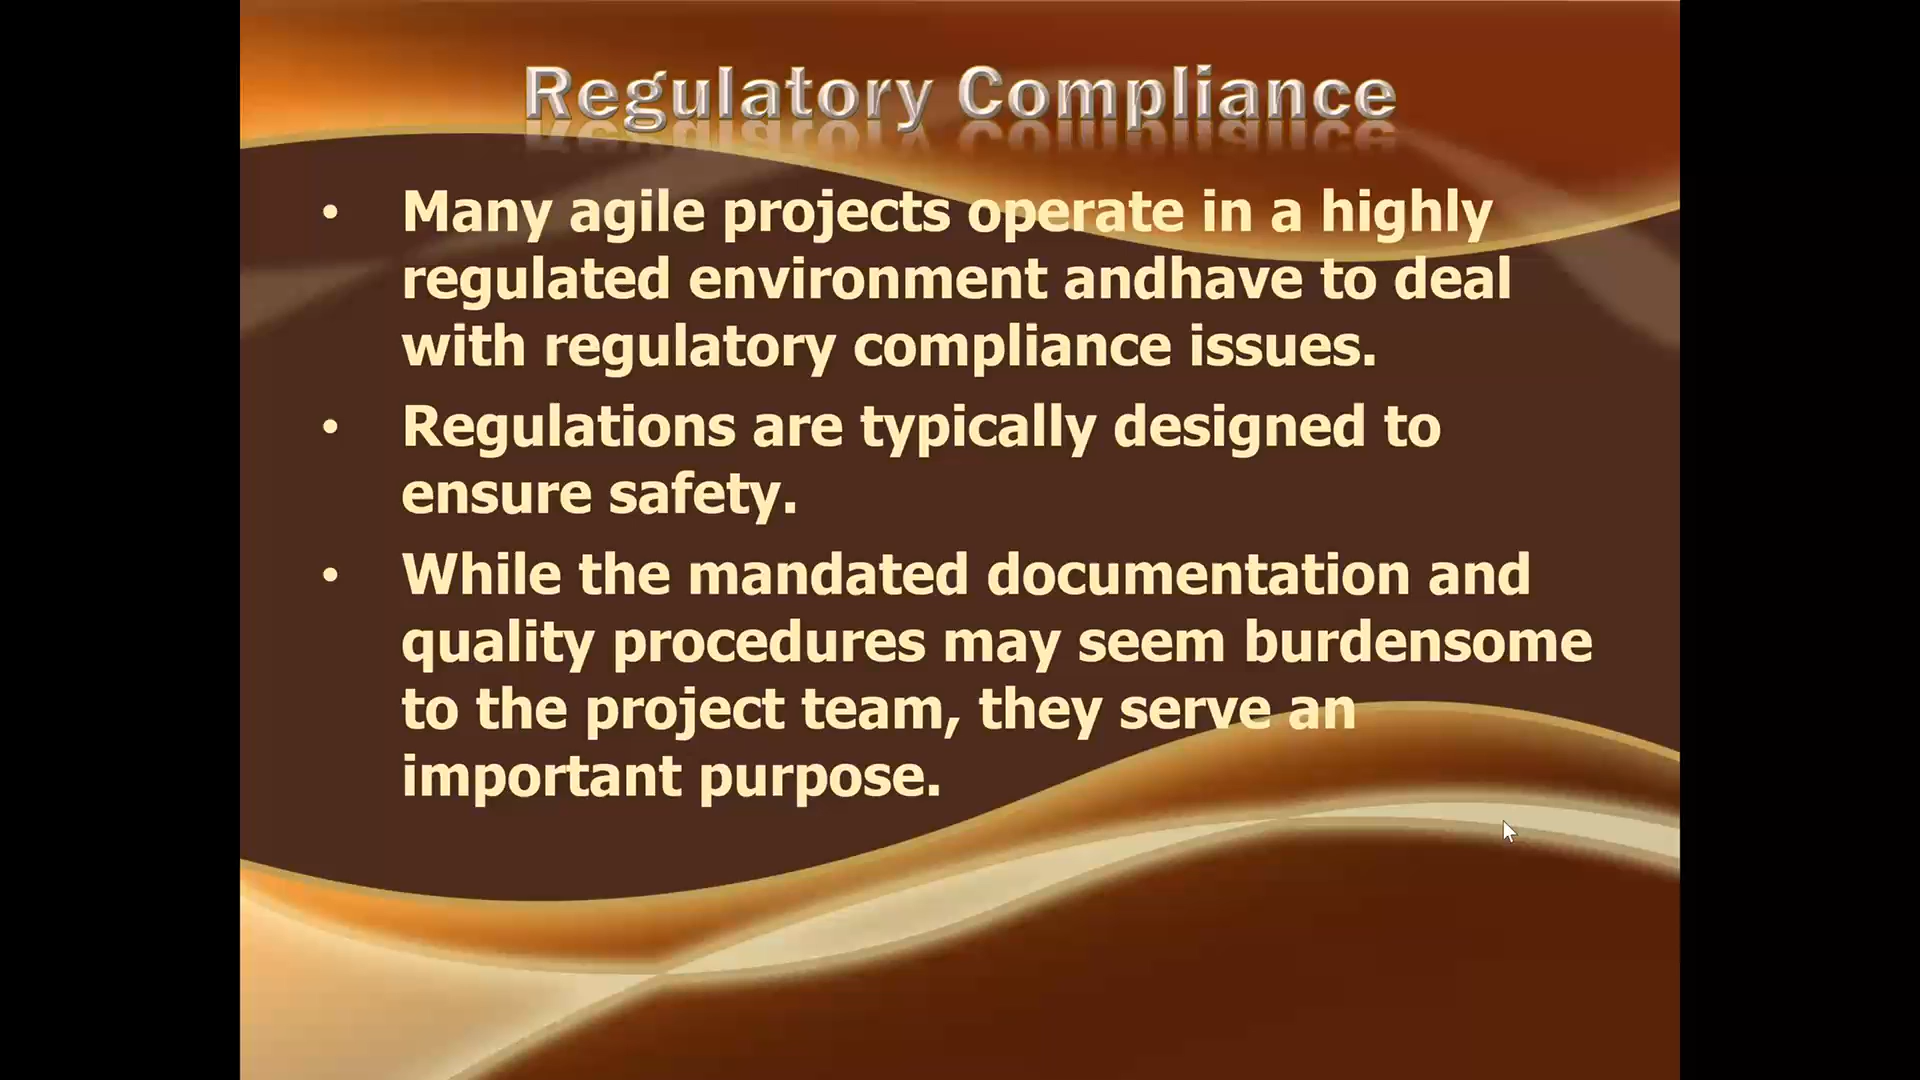 Regulatory Compliance
• Many agile projects operate in a highly
regulated environment andhave to deal
with regulatory compliance issues.
• Regulations are typically designed to
ensure safety.
• While the mandated documentation and
quality procedures may seem burdensome
to the project team, they serve an
important purpose.